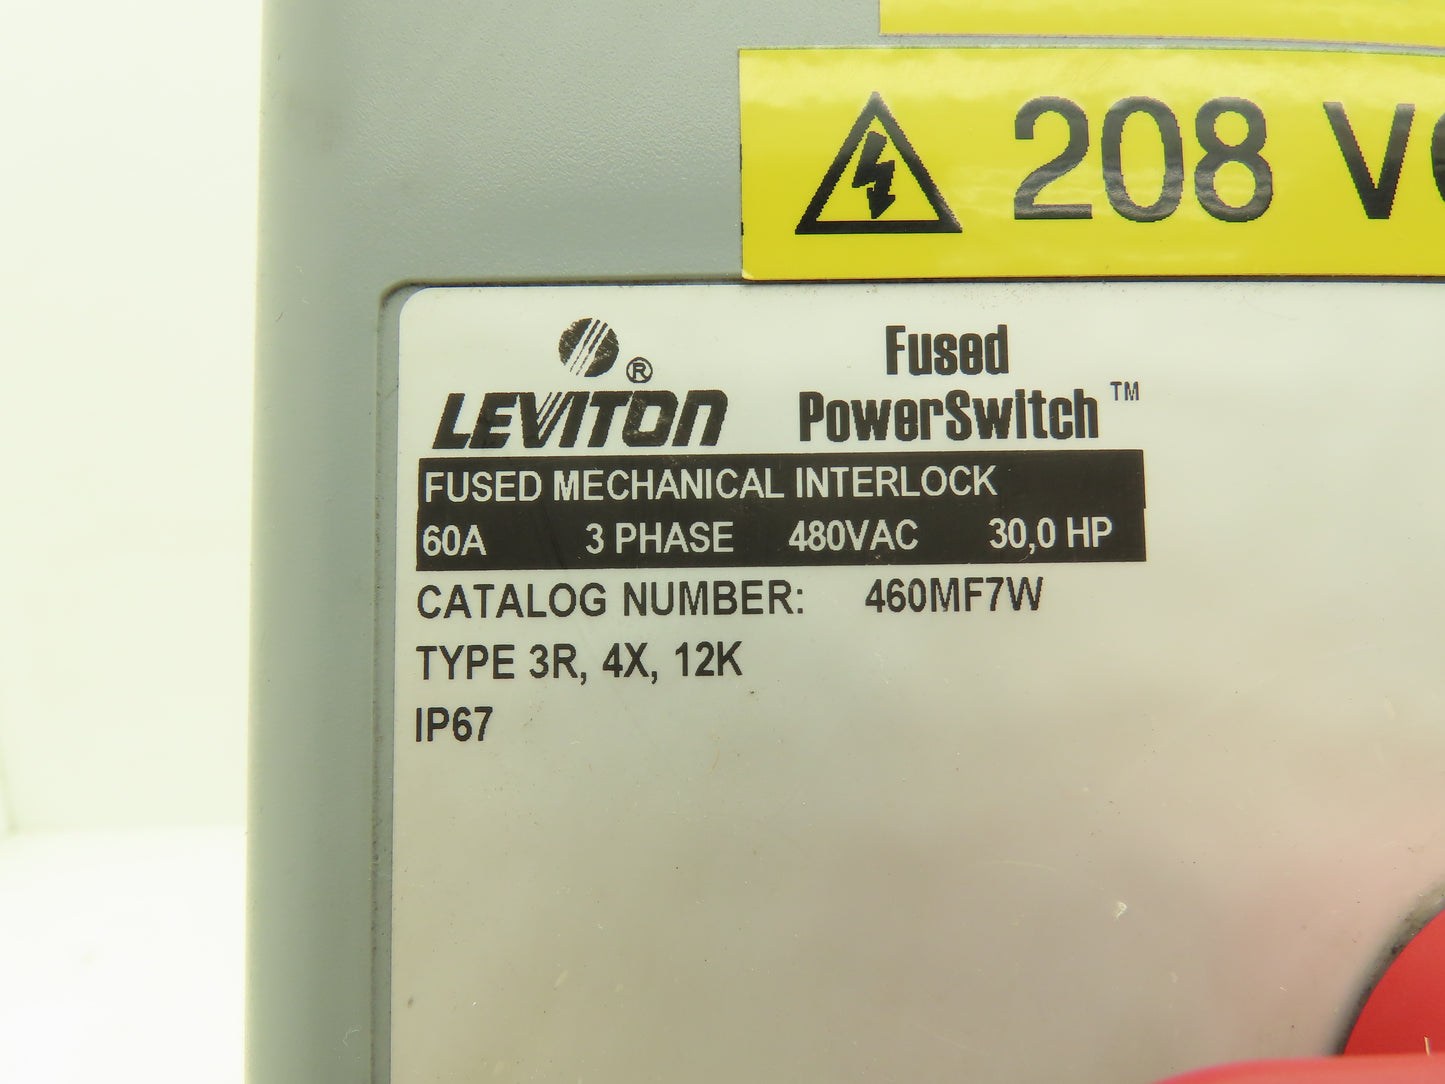 208 V
LEVITON®
Fused
PowerSwitch™
FUSED MECHANICAL INTERLOCK
60A 3 PHASE 480VAC 30,0 HP
CATALOG NUMBER: 460MF7W
TYPE 3R, 4X, 12K
IP67